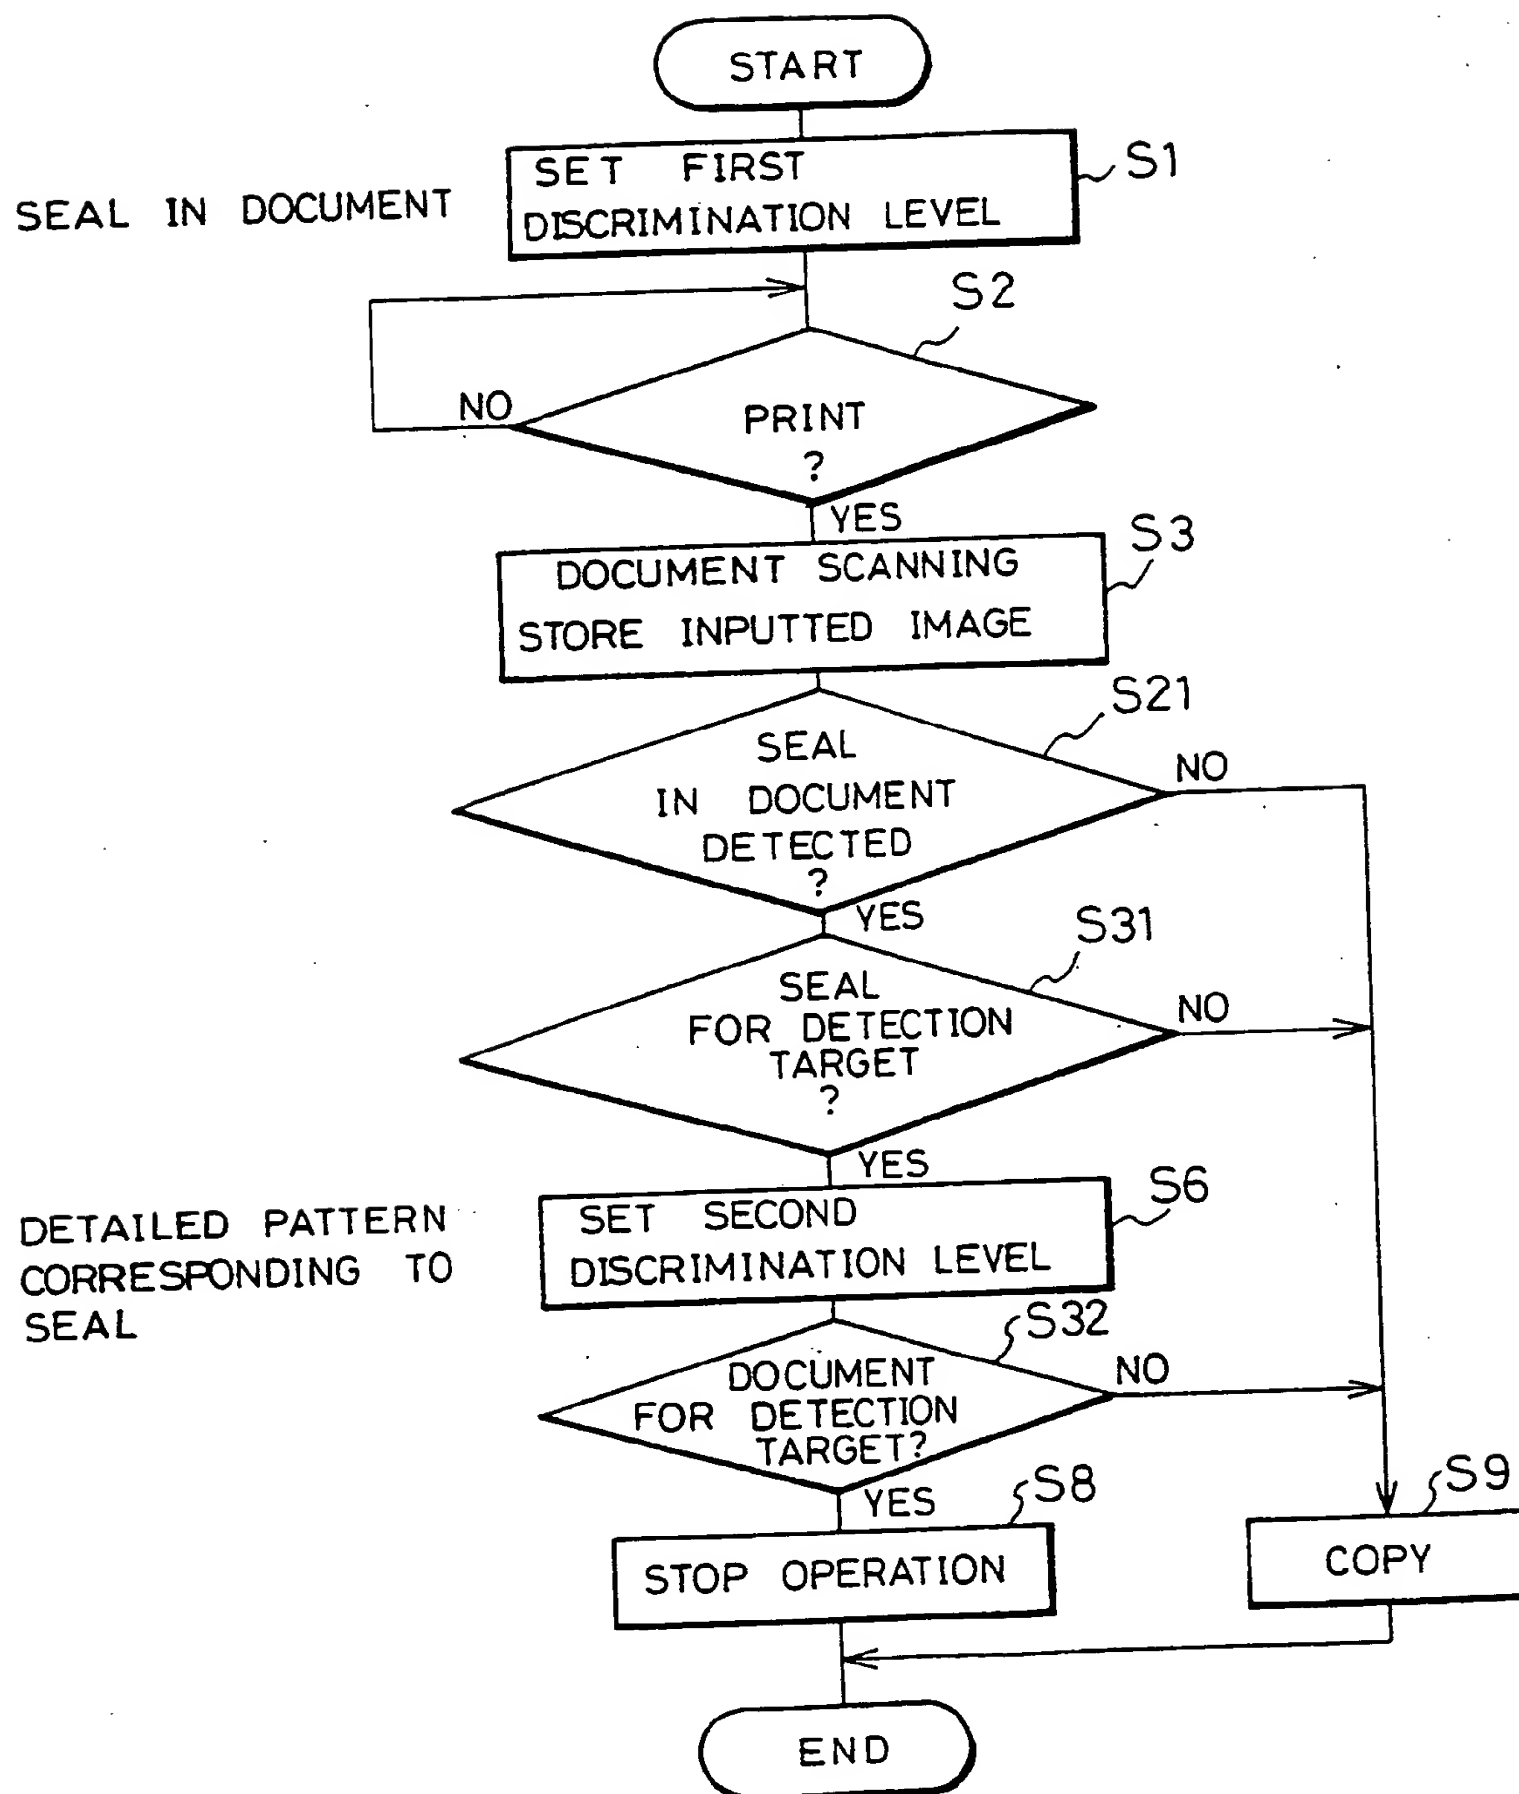 START
SET FIRST
DISCRIMINATION LEVEL
S1
SEAL IN DOCUMENT
S2
NO
PRINT
?
YES
S3
DOCUMENT SCANNING
STORE INPUTTED IMAGE
S21
SEAL
IN DOCUMENT
DETECTED
?
NO
YES
S31
SEAL
FOR DETECTION
TARGET
?
NO
YES
S6
SET SECOND
DISCRIMINATION LEVEL
DETAILED PATTERN
CORRESPONDING TO
SEAL
S32
DOCUMENT
FOR DETECTION
TARGET?
NO
YES
S8
STOP OPERATION
S9
COPY
END